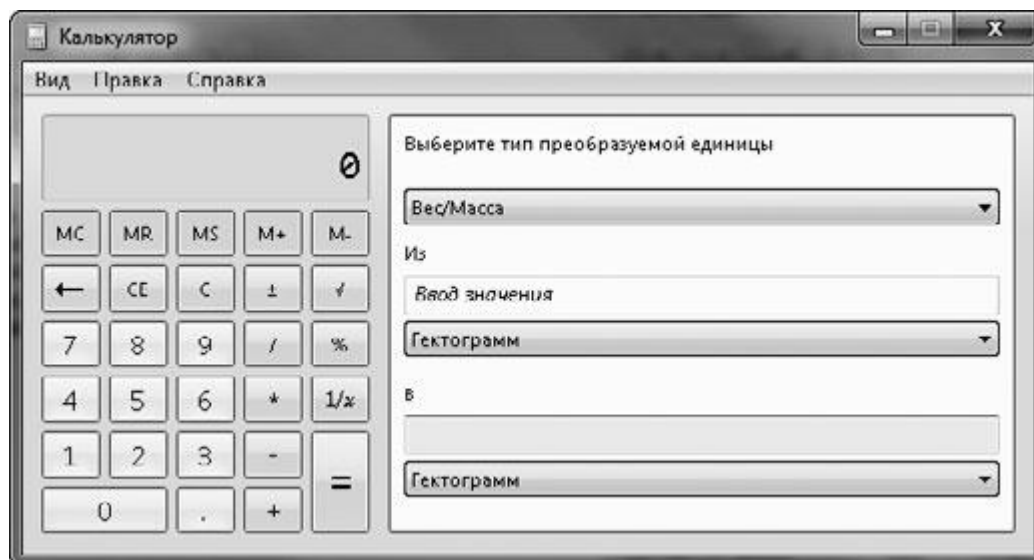 Калькулятор
Вид Правка Справка
0
MC MR MS M+ M-
← CE C ± √
7 8 9 / %
4 5 6 * 1/x
1 2 3 - =
0 . +
Выберите тип преобразуемой единицы
Вес/Масса
Из
Ввод значения
Гектограмм
В
Гектограмм